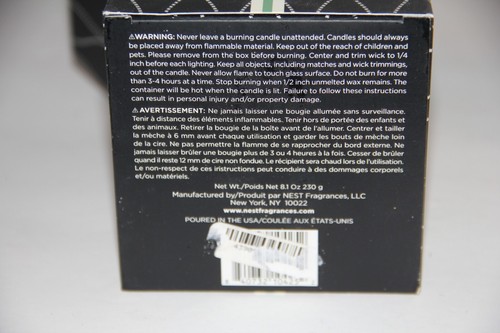 ⚠WARNING: Never leave a burning candle unattended. Candles should always
be placed away from flammable material. Keep out of the reach of children and
pets. Please remove from the box before burning. Center and trim wick to 1/4
inch before each lighting. Keep all objects, including matches and wick trimmings,
out of the candle. Never allow flame to touch glass surface. Do not burn for more
than 3-4 hours at a time. Stop burning when 1/2 inch unmelted wax remains. The
container will be hot when the candle is lit. Failure to follow these instructions
can result in personal injury and/or property damage.
⚠AVERTISSEMENT: Ne jamais laisser une bougie allumée sans surveillance.
Tenir à distance des éléments inflammables. Tenir hors de portée des enfants et
des animaux. Retirer la bougie de la boîte avant de l'allumer. Centrer et tailler
la mèche à 6 mm avant chaque utilisation et garder les bouts de mèche loin
de la cire. Ne pas permettre la flamme de se rapprocher du bord externe. Ne
jamais laisser brûler une bougie plus de 3 ou 4 heures à la fois. Cesser de brûler
quand il reste 12 mm de cire non fondue. Le récipient sera chaud lors de l'utilisation.
Le non-respect de ces instructions peut conduire à des dommages corporels
et/ou matériels.
Net Wt./Poids Net 8.1 Oz 230 g
Manufactured by/Produit par NEST Fragrances, LLC
New York, NY 10022
www.nestfragrances.com
POURED IN THE USA/COULÉE AUX ÉTATS-UNIS